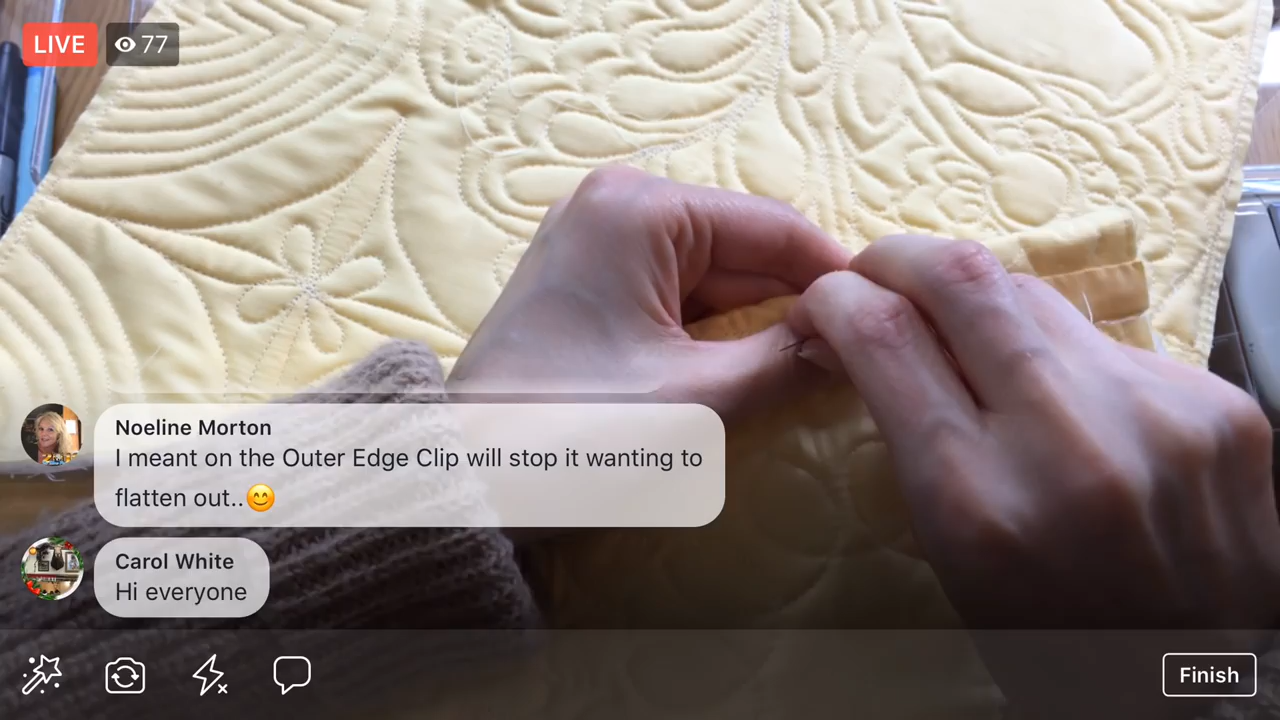 LIVE
77
Noeline Morton
I meant on the Outer Edge Clip will stop it wanting to
flatten out..😊
Carol White
Hi everyone
Finish